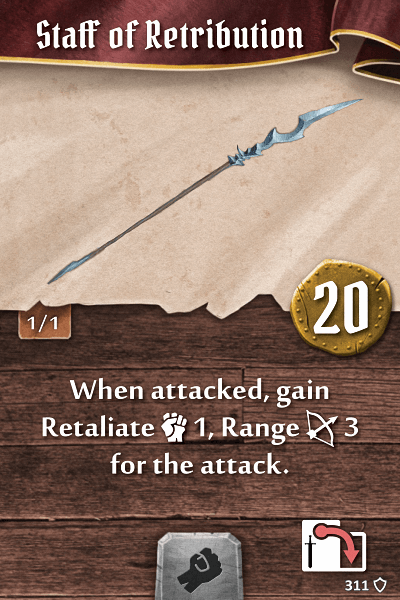 Staff of Retribution
1/1
20
When attacked, gain
Retaliate 1, Range 3
for the attack.
311